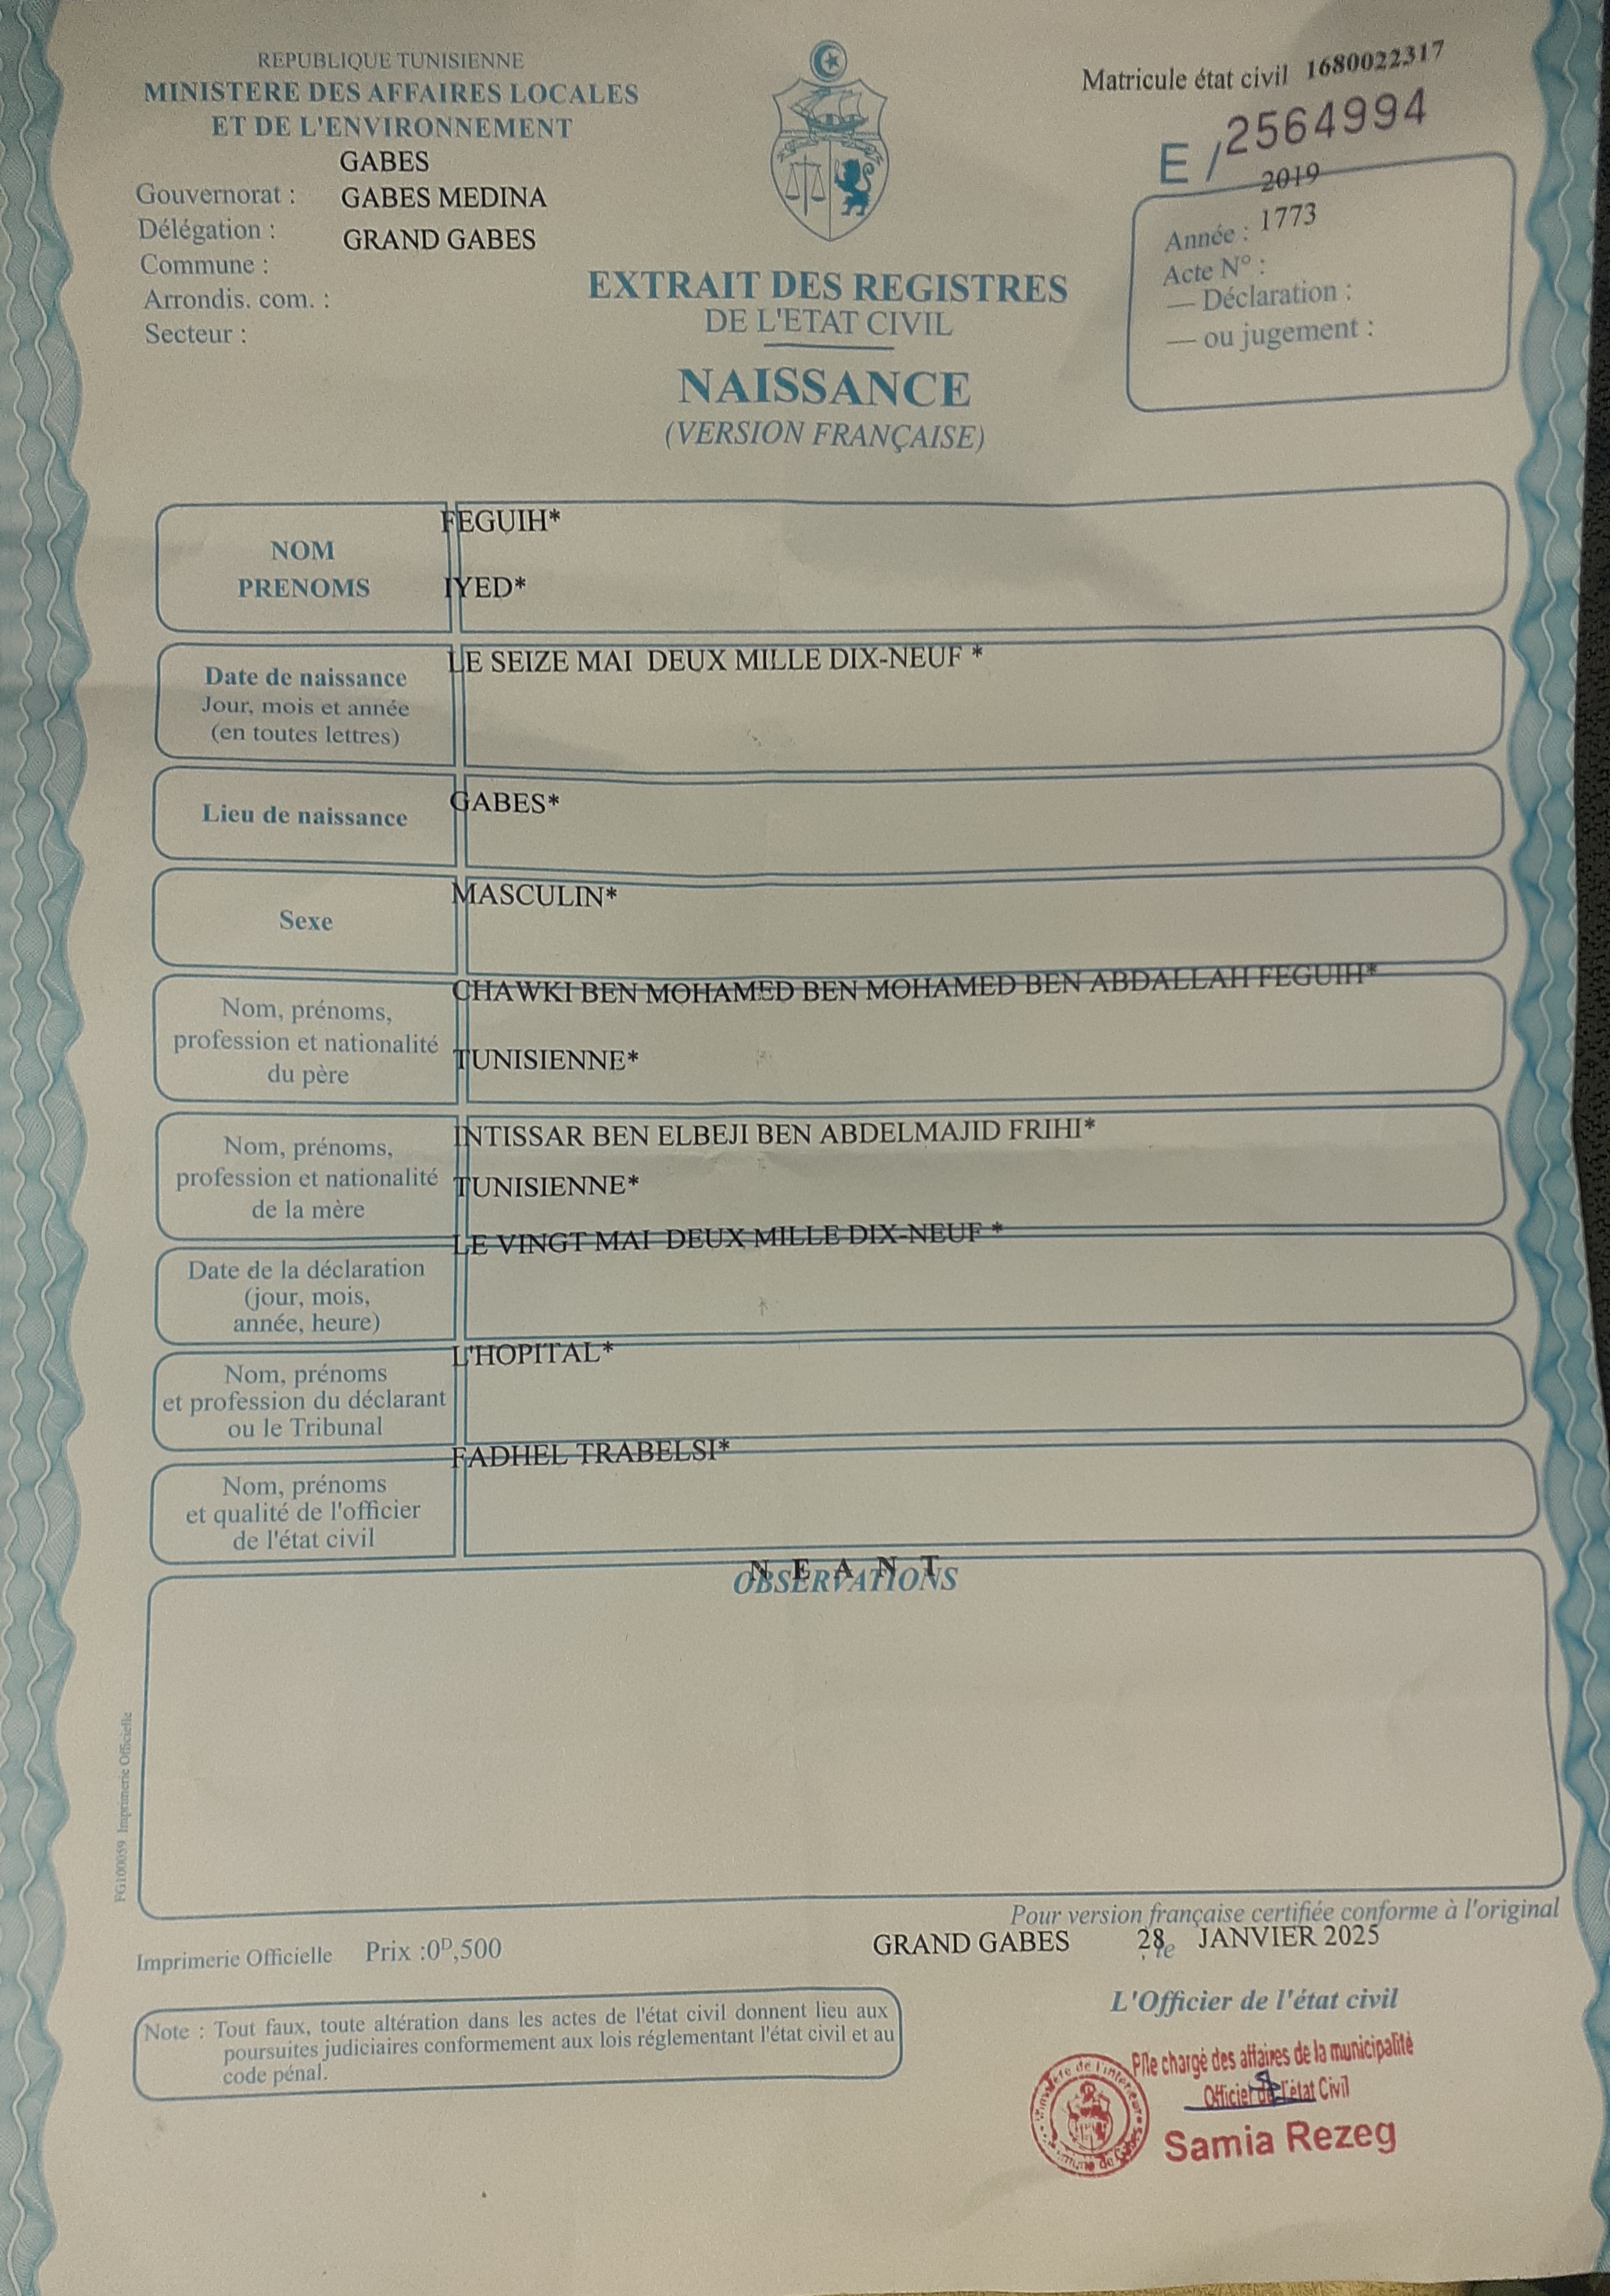 REPUBLIQUE TUNISIENNE
MINISTERE DES AFFAIRES LOCALES
ET DE L'ENVIRONNEMENT
GABES
Gouvernorat : GABES MEDINA
Délégation : GRAND GABES
Commune :
Arrondis. com. :
Secteur :
Matricule état civil 1680022317
E / 2564994
2019
Année : 1773
Acte N° :
— Déclaration :
— ou jugement :
EXTRAIT DES REGISTRES
DE L'ETAT CIVIL
NAISSANCE
(VERSION FRANÇAISE)
NOM
PRENOMS
FEGUIH*
IYED*
Date de naissance
Jour, mois et année
(en toutes lettres)
LE SEIZE MAI DEUX MILLE DIX-NEUF *
Lieu de naissance
GABES*
Sexe
MASCULIN*
Nom, prénoms,
profession et nationalité
du père
CHAWKI BEN MOHAMED BEN MOHAMED BEN ABDALLAH FEGUIH*
TUNISIENNE*
Nom, prénoms,
profession et nationalité
de la mère
INTISSAR BEN ELBEJI BEN ABDELMAJID FRIHI*
TUNISIENNE*
Date de la déclaration
(jour, mois,
année, heure)
LE VINGT MAI DEUX MILLE DIX-NEUF *
Nom, prénoms
et profession du déclarant
ou le Tribunal
L'HOPITAL*
Nom, prénoms
et qualité de l'officier
de l'état civil
FADHEL TRABELSI*
N E A N T
OBSERVATIONS
FG100059 Imprimerie Officielle
Pour version française certifiée conforme à l'original
GRAND GABES 28 le JANVIER 2025
Imprimerie Officielle Prix :0D,500
Note : Tout faux, toute altération dans les actes de l'état civil donnent lieu aux
poursuites judiciaires conformement aux lois réglementant l'état civil et au
code pénal.
L'Officier de l'état civil
P/le chargé des affaires de la municipalité
Officier de l'état Civil
Samia Rezeg